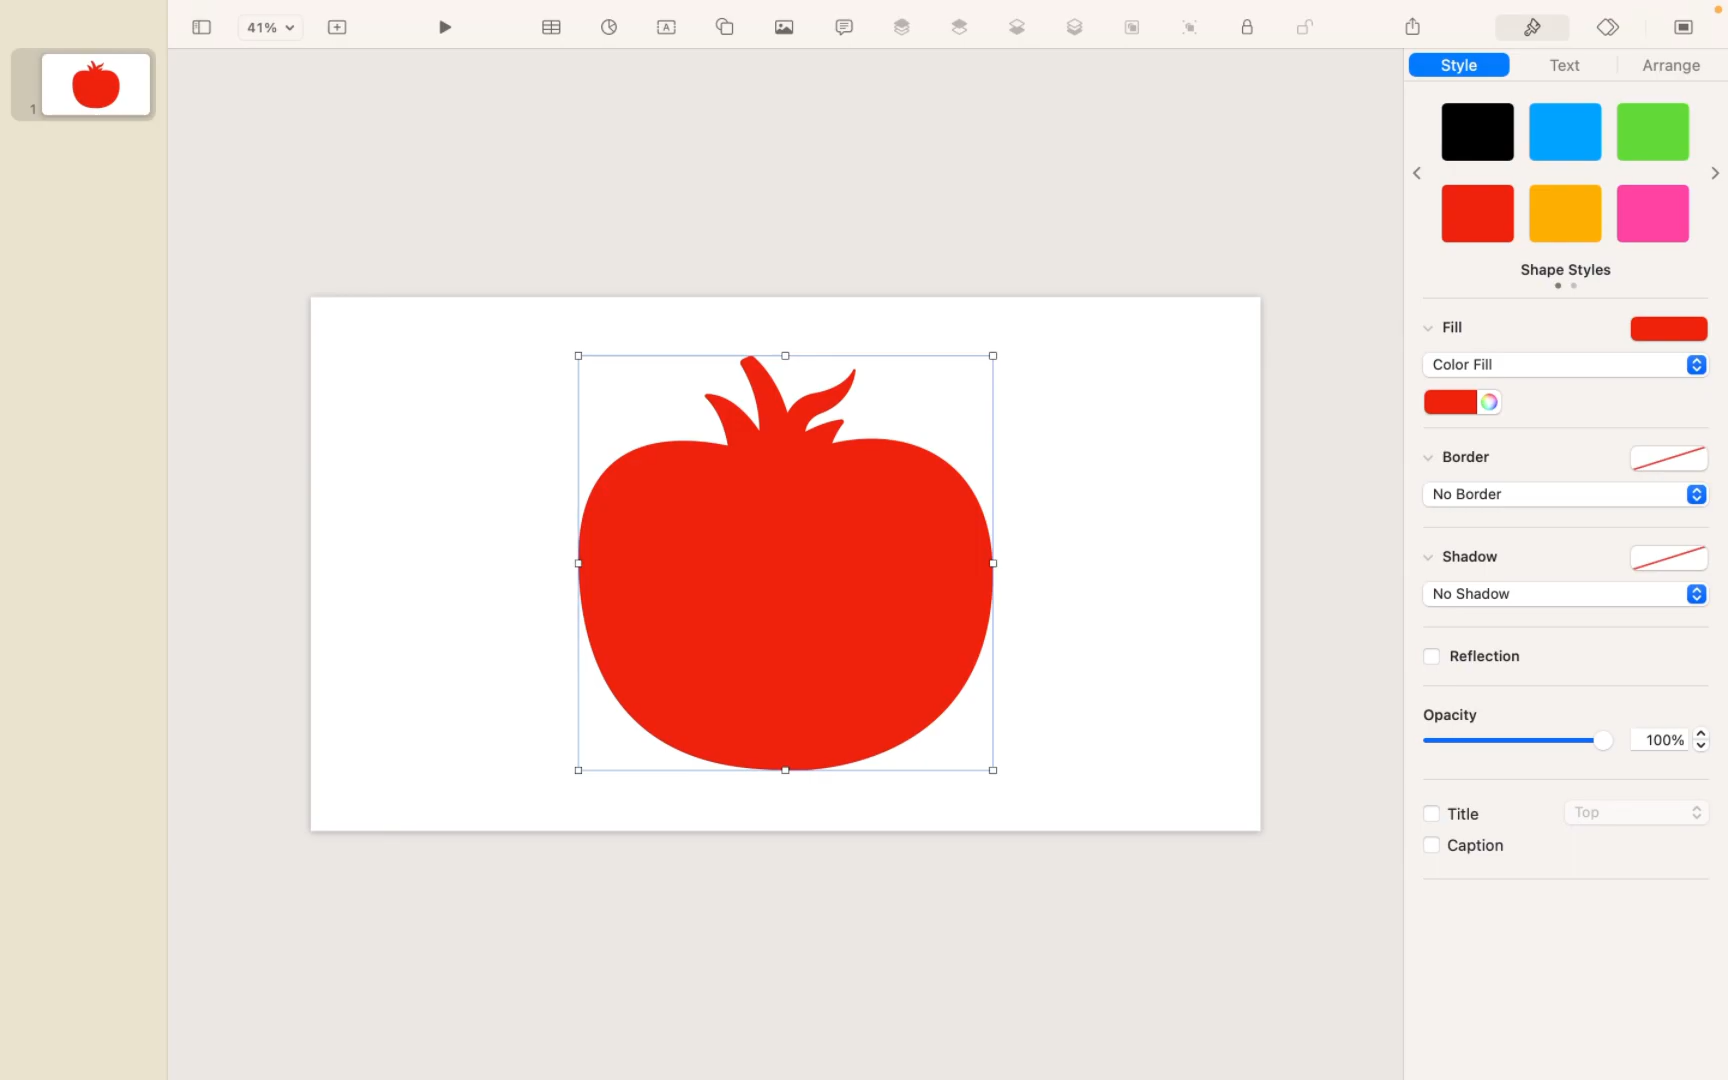 41%
A
Style Text Arrange
1
Shape Styles
Fill
Color Fill
Border
No Border
Shadow
No Shadow
Reflection
Opacity
100%
Title Top
Caption